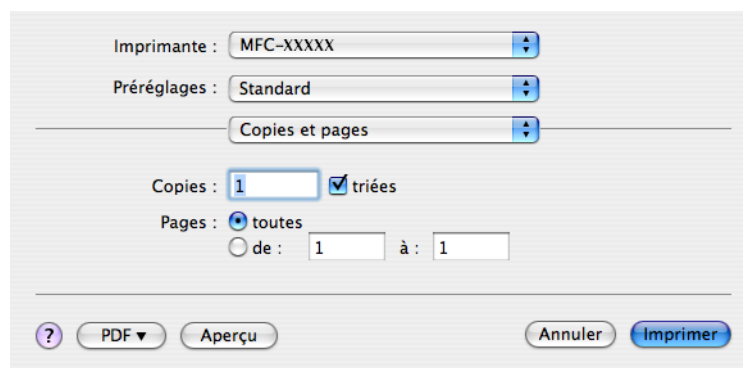 Imprimante : MFC-XXXXX
Préréglages : Standard
Copies et pages
Copies : 1 triées
Pages : toutes
de : 1 à : 1
? PDF▼ Aperçu Annuler Imprimer